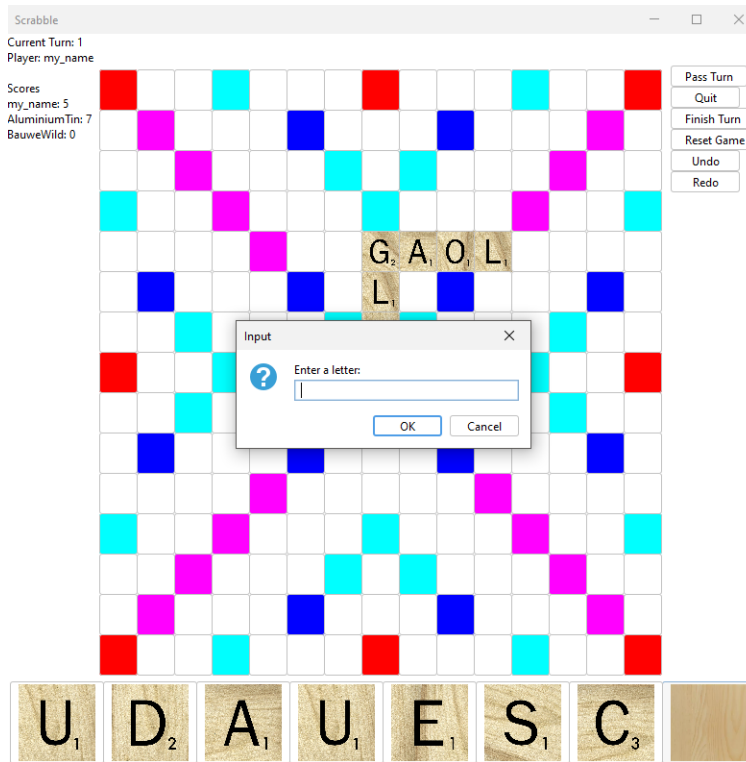 Scrabble
Current Turn: 1
Player: my_name
Scores
my_name: 5
AluminiumTin: 7
BauweWild: 0
Pass Turn
Quit
Finish Turn
Reset Game
Undo
Redo
G2 A1 O1 L1
L1
Input
Enter a letter:
OK Cancel
U1 D2 A1 U1 E1 S1 C3